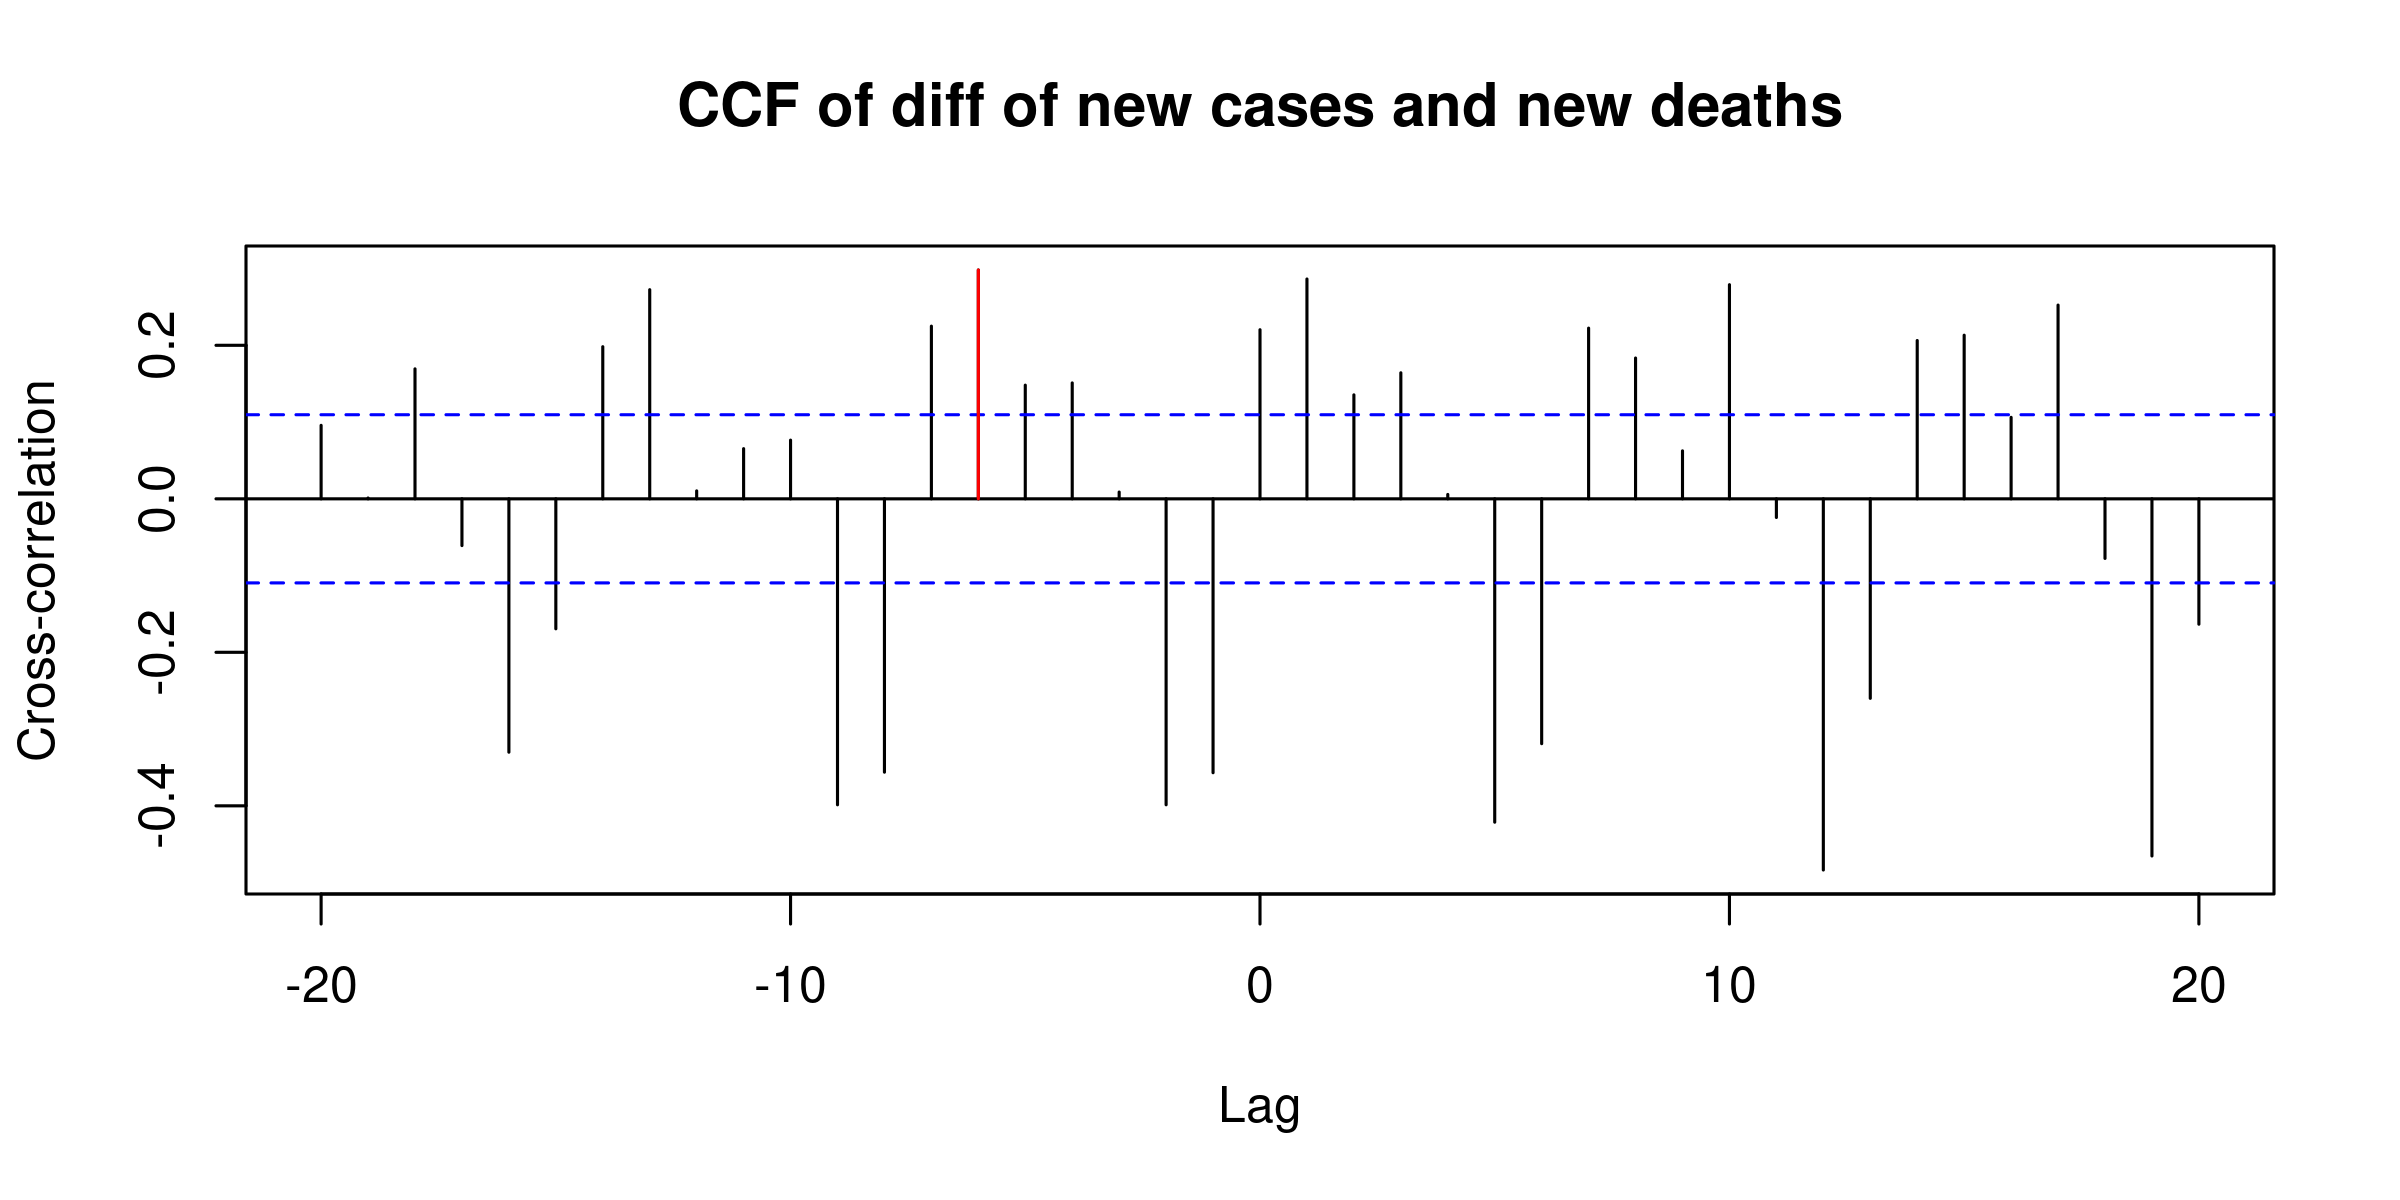 CCF of diff of new cases and new deaths
Cross-correlation
0.2
0.0
-0.2
-0.4
-20 -10 0 10 20
Lag